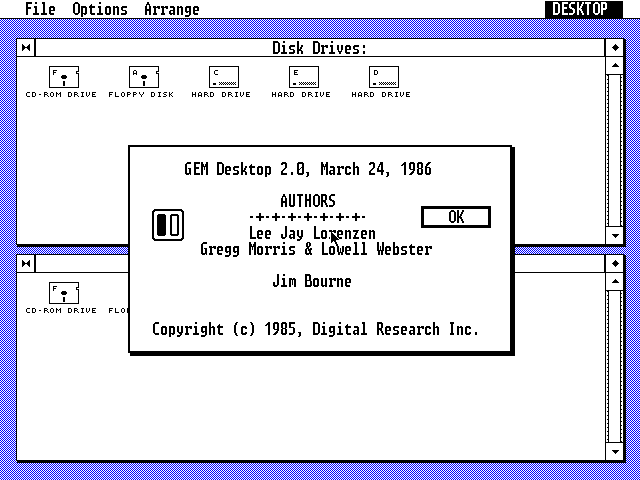 File Options Arrange DESKTOP
Disk Drives:
F A C E D
CD-ROM DRIVE FLOPPY DISK HARD DRIVE HARD DRIVE HARD DRIVE
GEM Desktop 2.0, March 24, 1986
AUTHORS
-+-+-+-+-+-+-
OK
Lee Jay Lorenzen
Gregg Morris & Lowell Webster
Jim Bourne
Copyright (c) 1985, Digital Research Inc.
F
CD-ROM DRIVE FLO